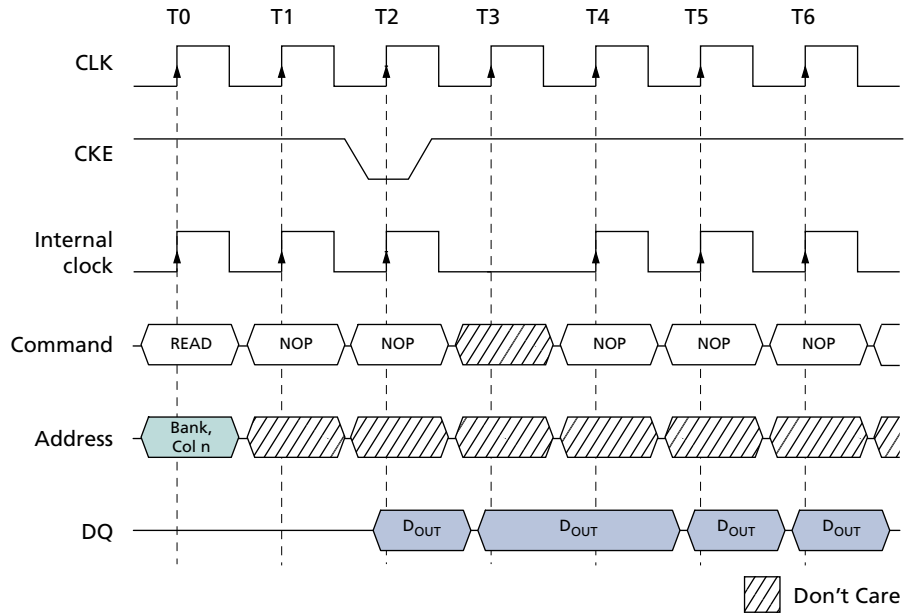 T0 T1 T2 T3 T4 T5 T6
CLK
CKE
Internal
clock
Command READ NOP NOP NOP NOP NOP
Address Bank,
Col n
DQ DOUT DOUT DOUT DOUT
Don't Care